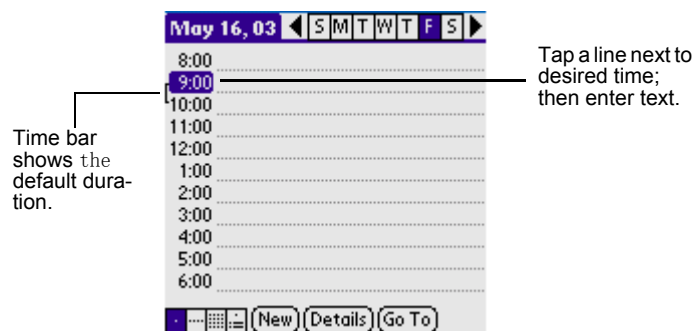 May 16, 03 S M T W T F S
8:00
9:00
10:00
11:00
12:00
1:00
2:00
3:00
4:00
5:00
6:00
New Details Go To
Time bar
shows the
default dura-
tion.
Tap a line next to
desired time;
then enter text.